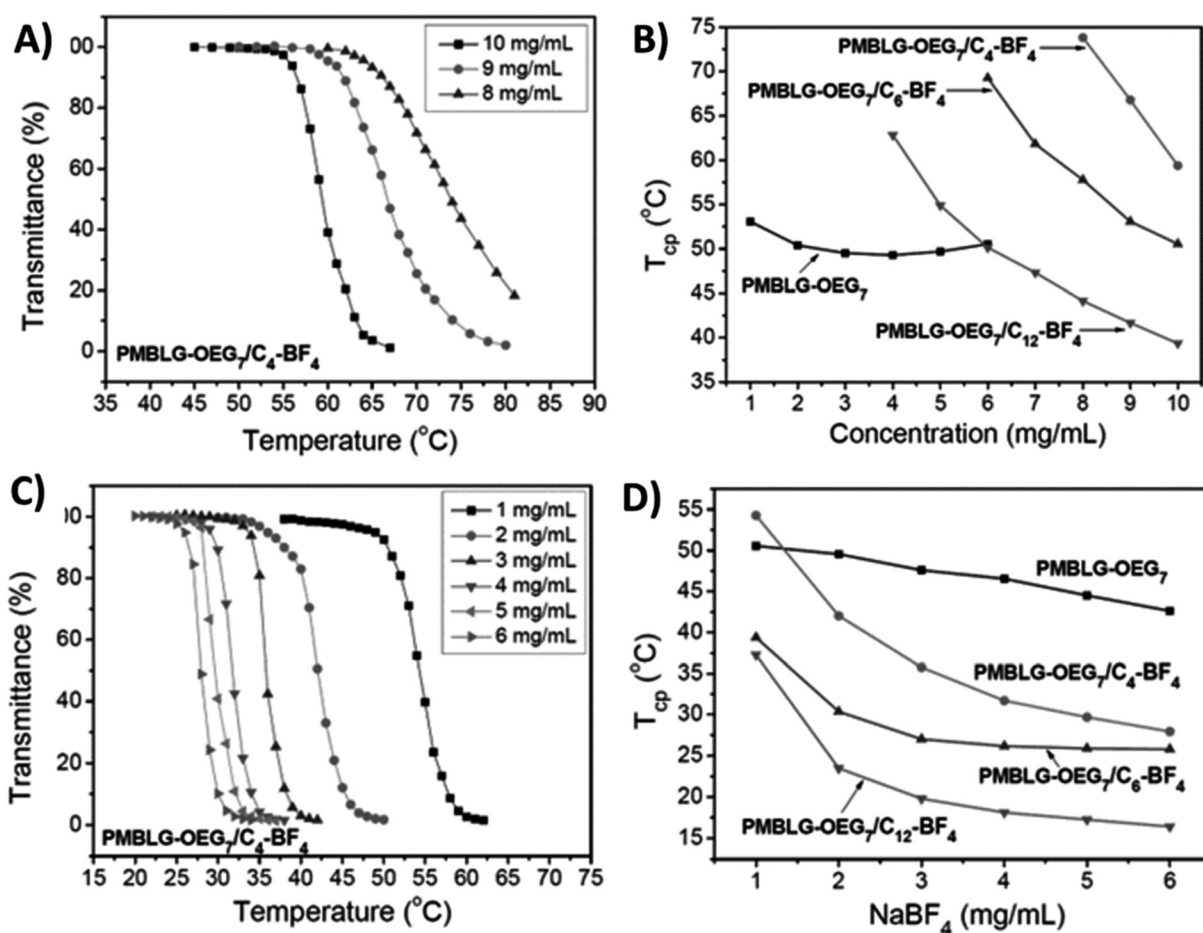 A)
Transmittance (%)
00
80
60
40
20
00
10 mg/mL
9 mg/mL
8 mg/mL
PMBLG-OEG₇/C₄-BF₄
35 40 45 50 55 60 65 70 75 80 85 90
Temperature (°C)
B)
T_cp (°C)
75
70
65
60
55
50
45
40
35
PMBLG-OEG₇/C₄-BF₄
PMBLG-OEG₇/C₆-BF₄
PMBLG-OEG₇
PMBLG-OEG₇/C₁₂-BF₄
1 2 3 4 5 6 7 8 9 10
Concentration (mg/mL)
C)
Transmittance (%)
00
80
60
40
20
00
1 mg/mL
2 mg/mL
3 mg/mL
4 mg/mL
5 mg/mL
6 mg/mL
PMBLG-OEG₇/C₄-BF₄
15 20 25 30 35 40 45 50 55 60 65 70 75
Temperature (°C)
D)
T_cp (°C)
55
50
45
40
35
30
25
20
15
PMBLG-OEG₇
PMBLG-OEG₇/C₄-BF₄
PMBLG-OEG₇/C₆-BF₄
PMBLG-OEG₇/C₁₂-BF₄
1 2 3 4 5 6
NaBF₄ (mg/mL)